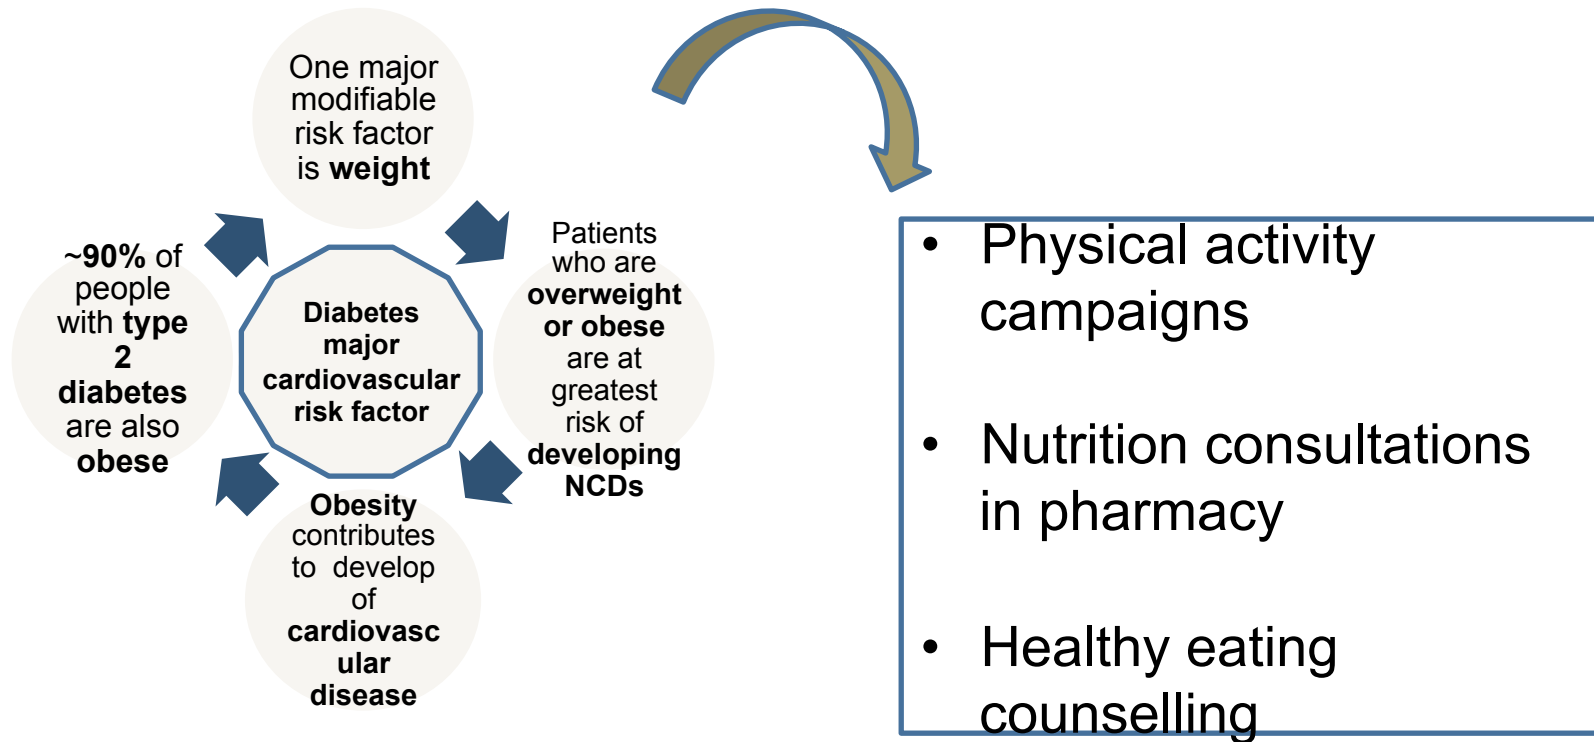 One major
modifiable
risk factor
is weight
Patients
who are
overweight
or obese
are at
greatest
risk of
developing
NCDs
Obesity
contributes
to develop
of
cardiovasc
ular
disease
~90% of
people
with type
2
diabetes
are also
obese
Diabetes
major
cardiovascular
risk factor
• Physical activity
campaigns
• Nutrition consultations
in pharmacy
• Healthy eating
counselling